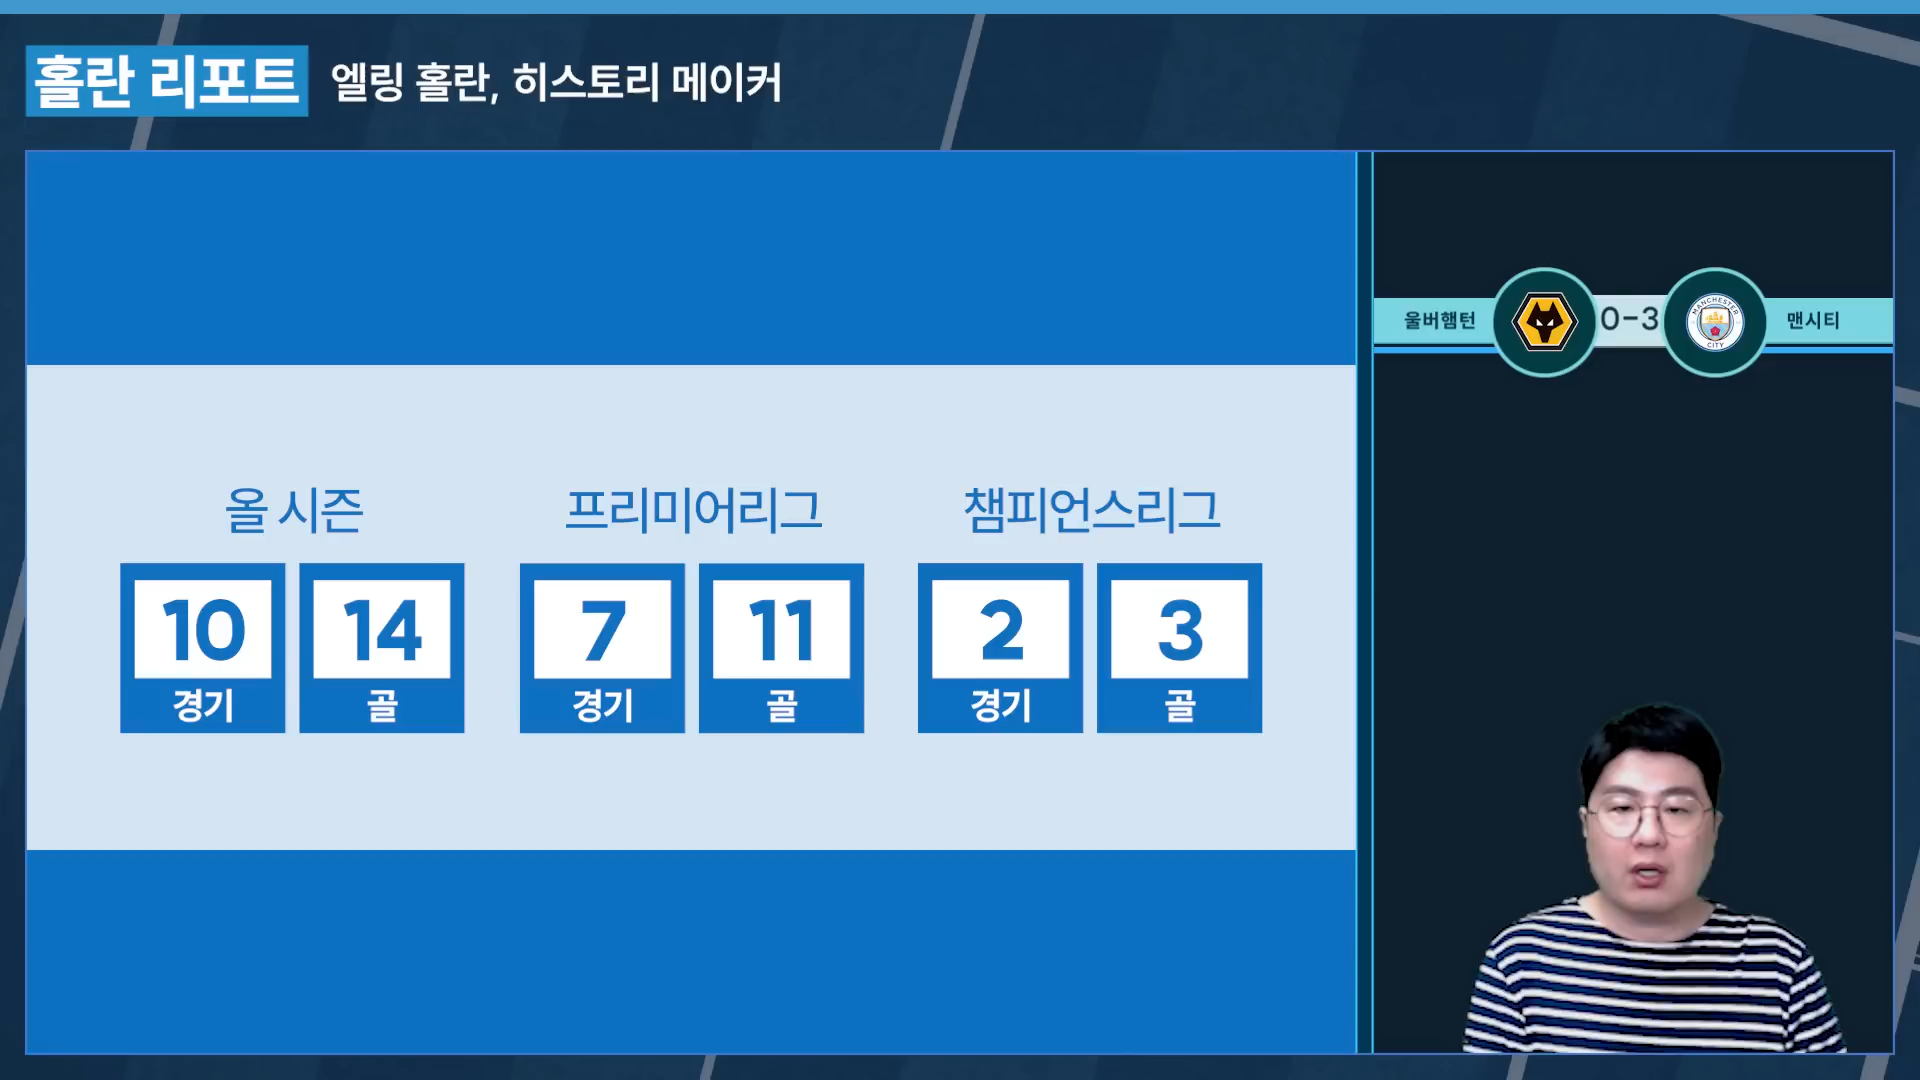 홀란 리포트 엘링 홀란, 히스토리 메이커
울버햄턴 0-3 맨시티
MANCHESTER
CITY
올 시즌 프리미어리그 챔피언스리그
10 14 7 11 2 3
경기 골 경기 골 경기 골